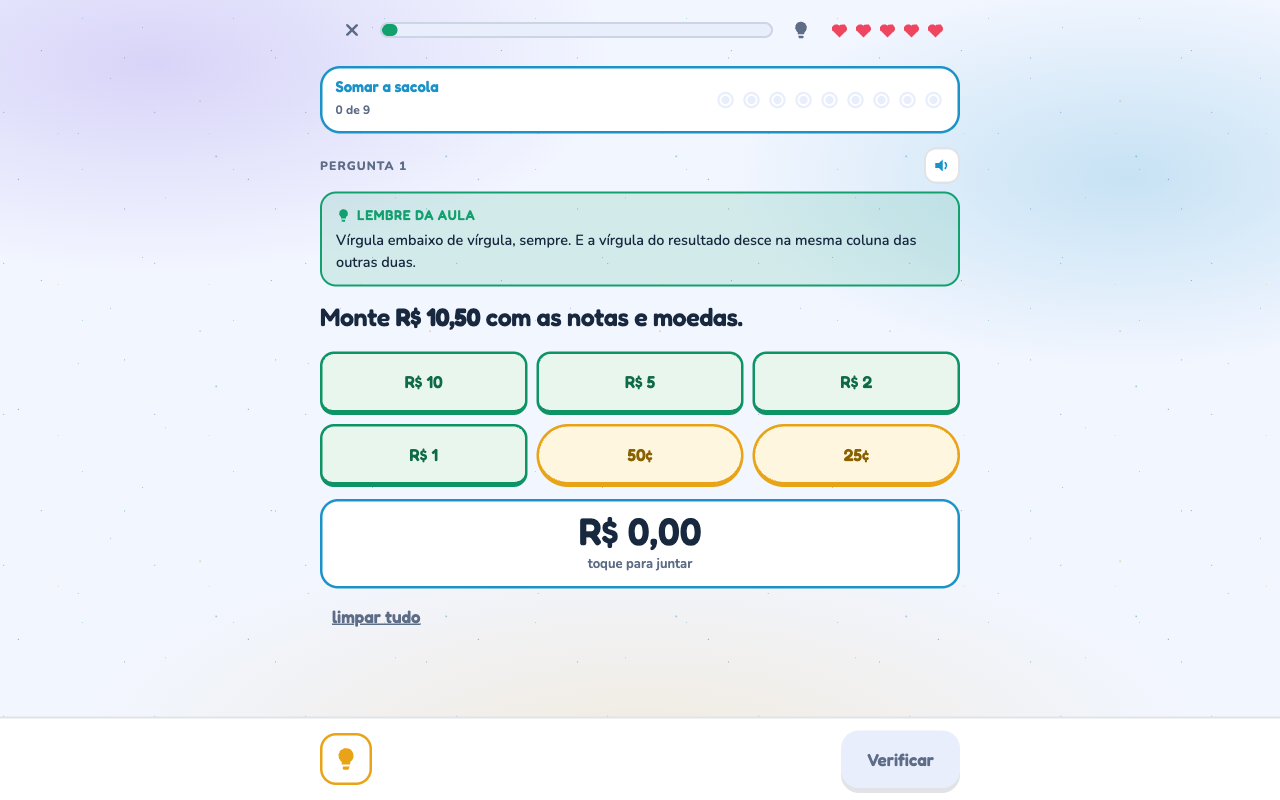 Somar a sacola
0 de 9
PERGUNTA 1
LEMBRE DA AULA
Vírgula embaixo de vírgula, sempre. E a vírgula do resultado desce na mesma coluna das
outras duas.
Monte R$ 10,50 com as notas e moedas.
R$ 10
R$ 5
R$ 2
R$ 1
50¢
25¢
R$ 0,00
toque para juntar
limpar tudo
Verificar